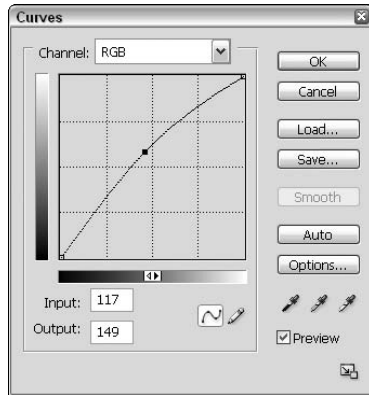 Curves
Channel: RGB
OK
Cancel
Load...
Save...
Smooth
Auto
Options...
Input: 117
Output: 149
Preview